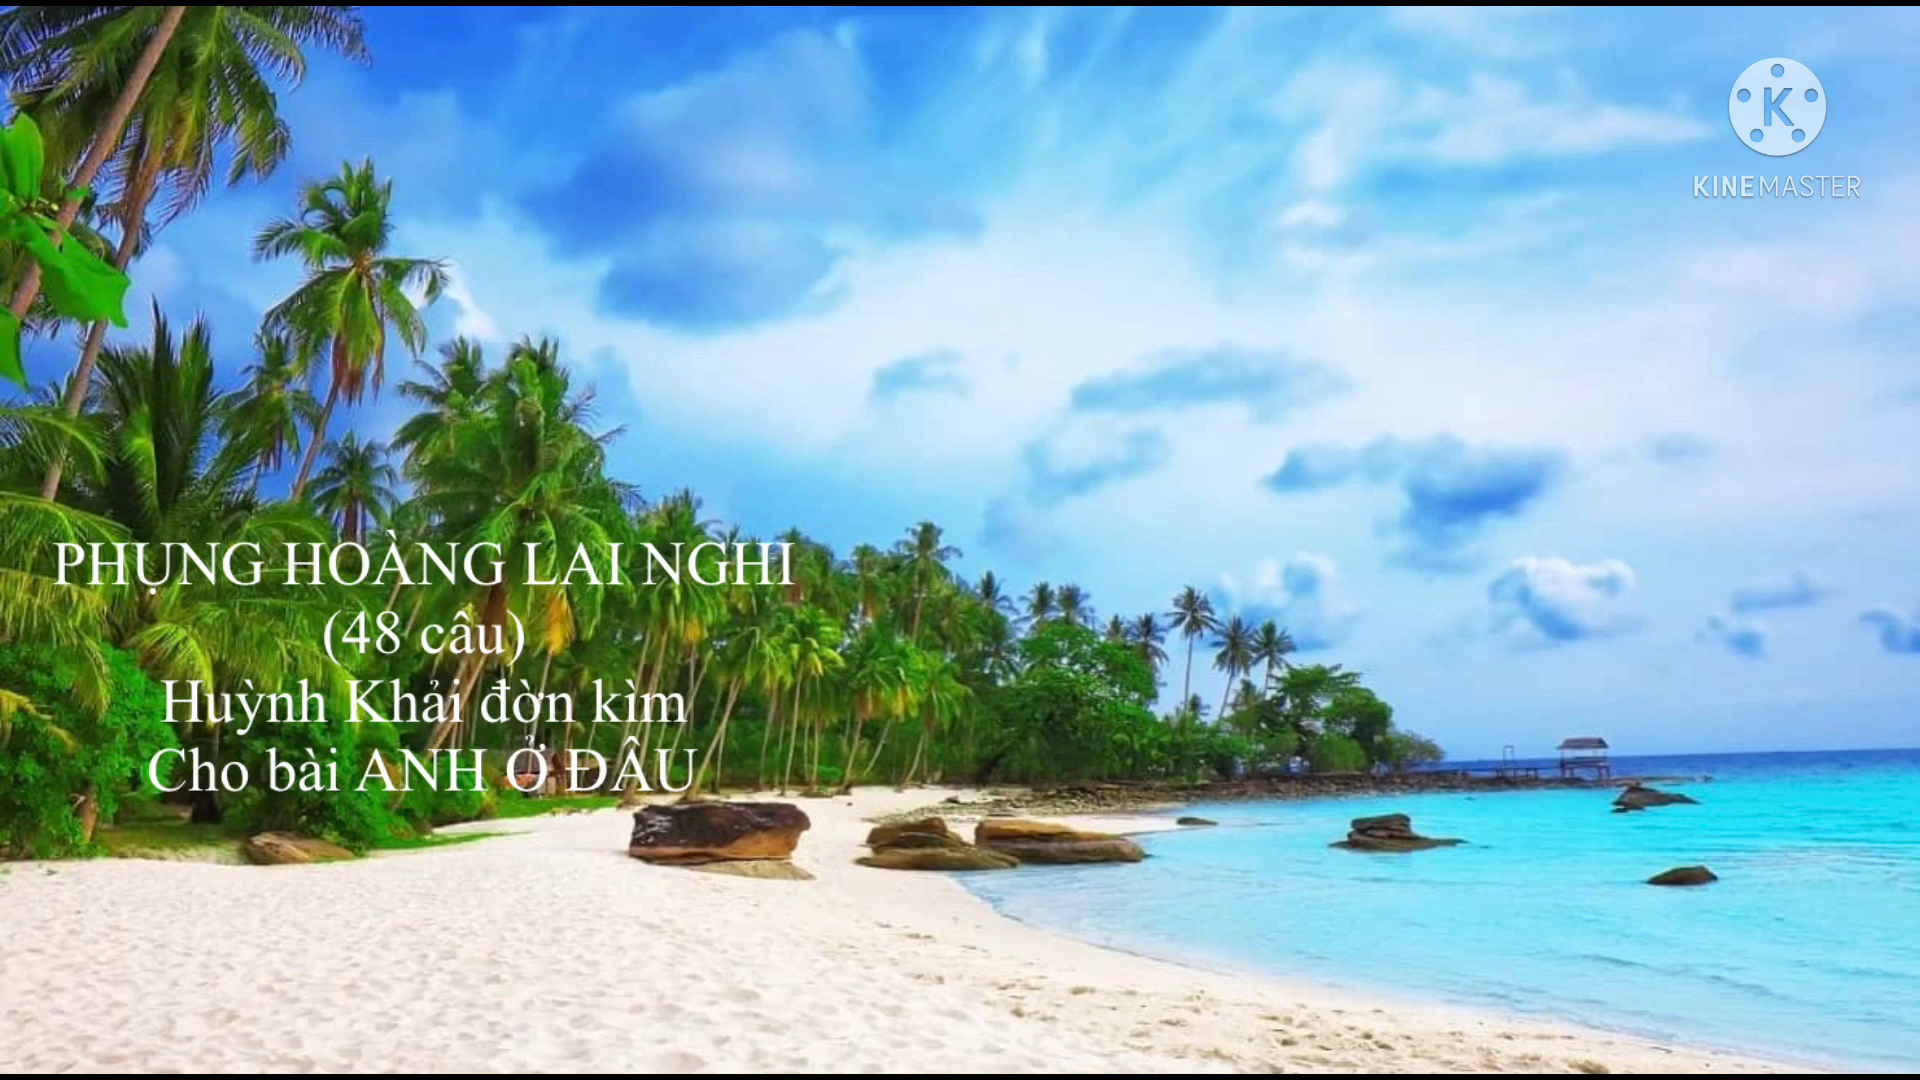 KINEMASTER
PHỤNG HOÀNG LAI NGHI
(48 câu)
Huỳnh Khải đờn kìm
Cho bài ANH Ở ĐÂU